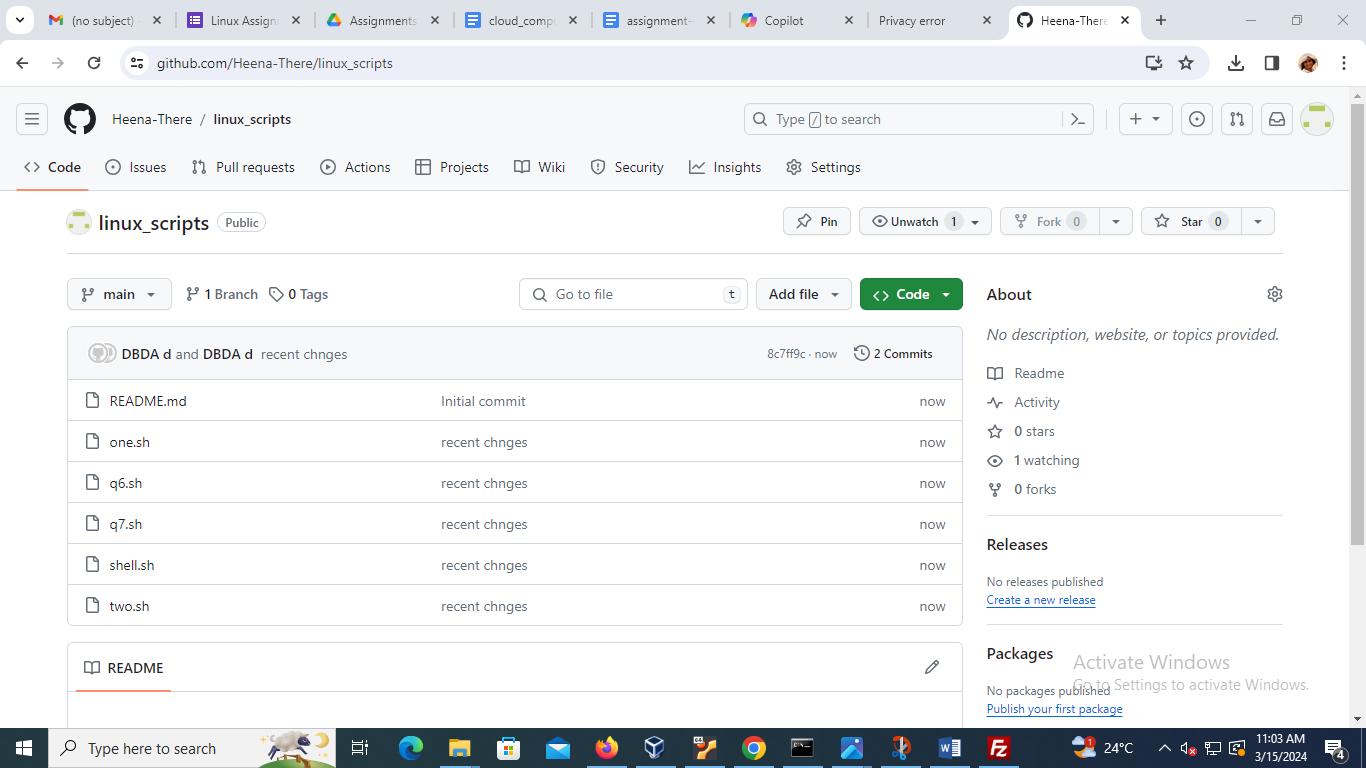 (no subject)
Linux Assign
Assignments
cloud_comp
assignment-
Copilot
Privacy error
Heena-There
github.com/Heena-There/linux_scripts
Heena-There / linux_scripts
Type / to search
Code
Issues
Pull requests
Actions
Projects
Wiki
Security
Insights
Settings
linux_scripts Public
Pin
Unwatch 1
Fork 0
Star 0
main
1 Branch
0 Tags
Go to file t
Add file
Code
DBDA d and DBDA d recent chnges
8c7ff9c · now
2 Commits
README.md Initial commit now
one.sh recent chnges now
q6.sh recent chnges now
q7.sh recent chnges now
shell.sh recent chnges now
two.sh recent chnges now
README
About
No description, website, or topics provided.
Readme
Activity
0 stars
1 watching
0 forks
Releases
No releases published
Create a new release
Packages
No packages published
Publish your first package
Activate Windows
Go to Settings to activate Windows.
Type here to search
64
W
FZ
24°C
11:03 AM
3/15/2024
4